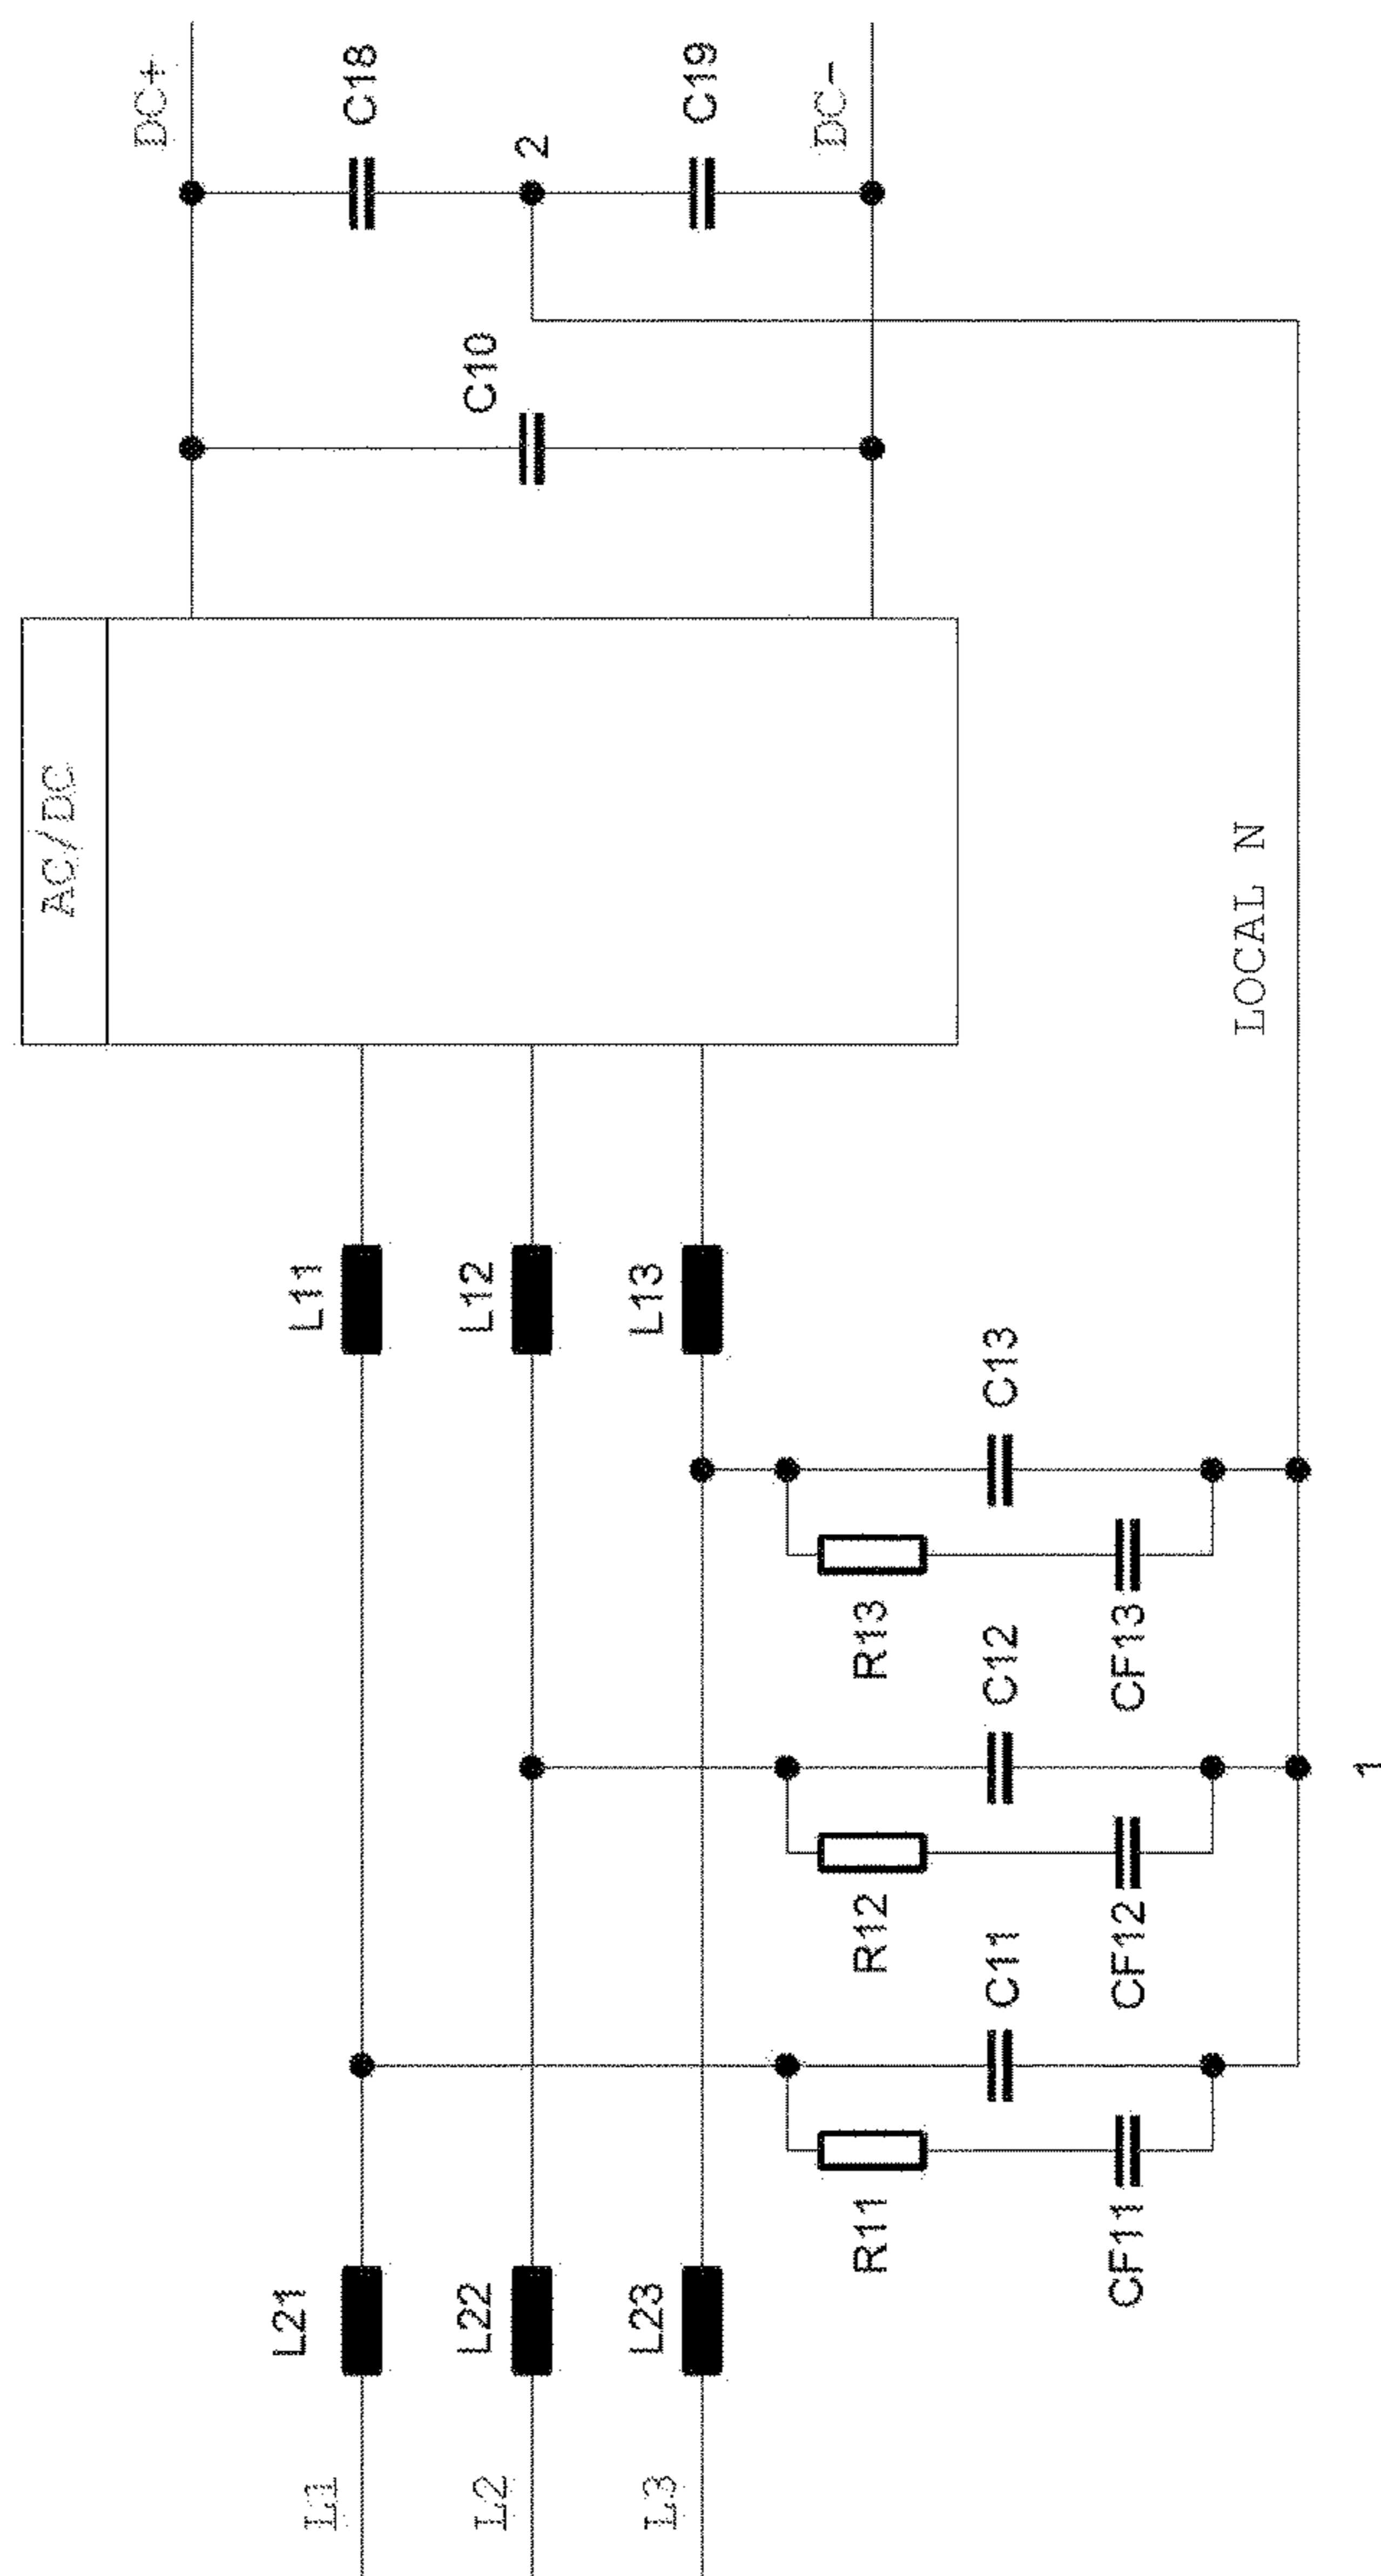 AC/DC
DC+
C18
L11
C10
2
L21
L1
L12
C19
L22
L2
L13
DC-
L23
L3
R11
R12
R13
C11
C12
C13
CF11
CF12
CF13
LOCAL N
1